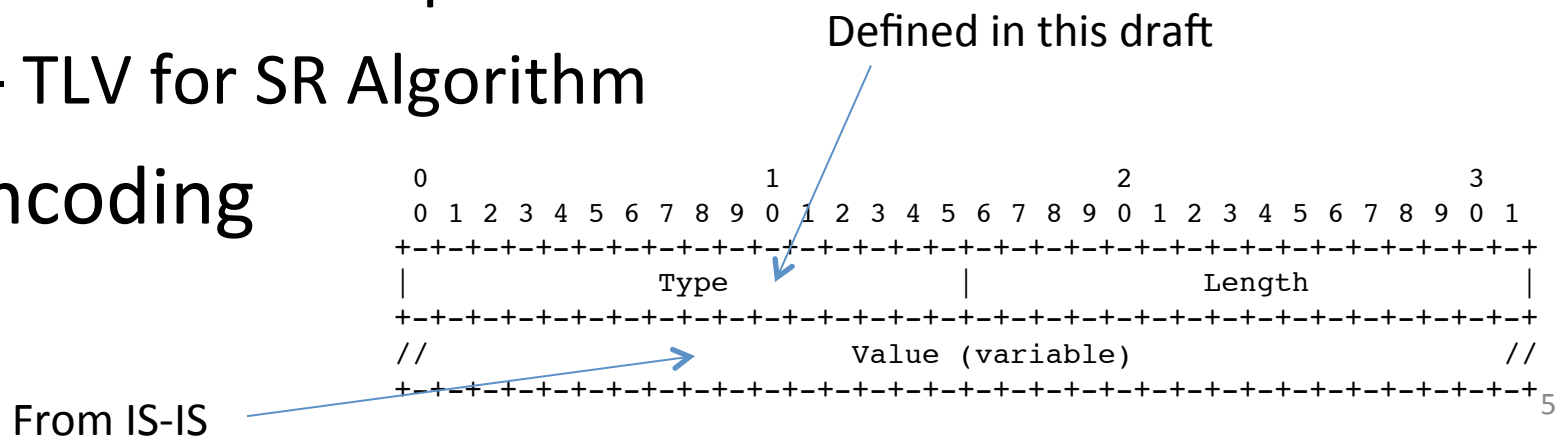 Defined in this draft
- TLV for SR Algorithm
ncoding
0 1 2 3
0 1 2 3 4 5 6 7 8 9 0 1 2 3 4 5 6 7 8 9 0 1 2 3 4 5 6 7 8 9 0 1
+-+-+-+-+-+-+-+-+-+-+-+-+-+-+-+-+-+-+-+-+-+-+-+-+-+-+-+-+-+-+-+-+
| Type | Length |
+-+-+-+-+-+-+-+-+-+-+-+-+-+-+-+-+-+-+-+-+-+-+-+-+-+-+-+-+-+-+-+-+
// Value (variable) //
+-+-+-+-+-+-+-+-+-+-+-+-+-+-+-+-+-+-+-+-+-+-+-+-+-+-+-+-+-+-+-+-+
From IS-IS
5